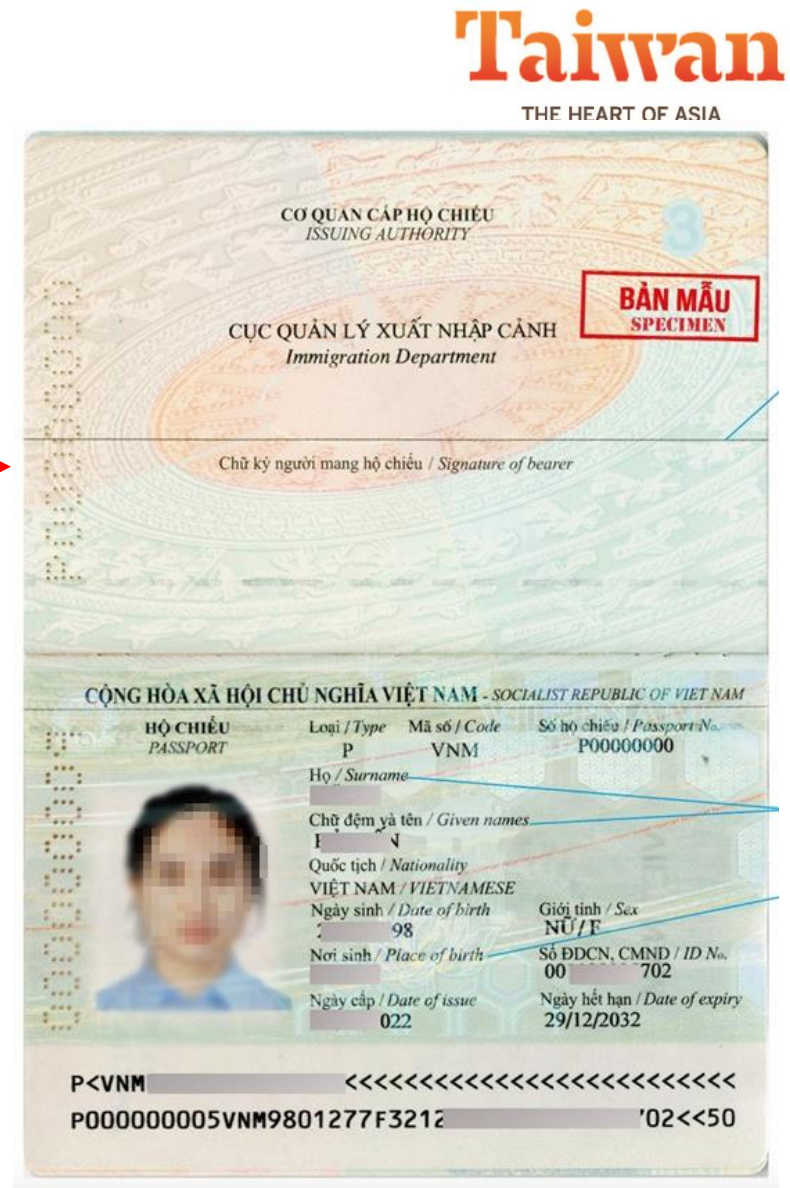 Taiwan
THE HEART OF ASIA
CƠ QUAN CẤP HỘ CHIẾU
ISSUING AUTHORITY
3
BẢN MẪU
SPECIMEN
CỤC QUẢN LÝ XUẤT NHẬP CẢNH
Immigration Department
Chữ ký người mang hộ chiếu / Signature of bearer
CỘNG HÒA XÃ HỘI CHỦ NGHĨA VIỆT NAM - SOCIALIST REPUBLIC OF VIET NAM
HỘ CHIẾU
PASSPORT
Loại / Type Mã số / Code Số hộ chiếu / Passport No.
P VNM P00000000
Họ / Surname
Chữ đệm và tên / Given names
Quốc tịch / Nationality
VIỆT NAM / VIETNAMESE
Ngày sinh / Date of birth Giới tính / Sex
98 NỮ / F
Nơi sinh / Place of birth Số ĐDCN, CMND / ID No.
00 702
Ngày cấp / Date of issue Ngày hết hạn / Date of expiry
022 29/12/2032
P<VNM <<<<<<<<<<<<<<<<<<<<<<<<<<
P000000005VNM9801277F3212 02<<50